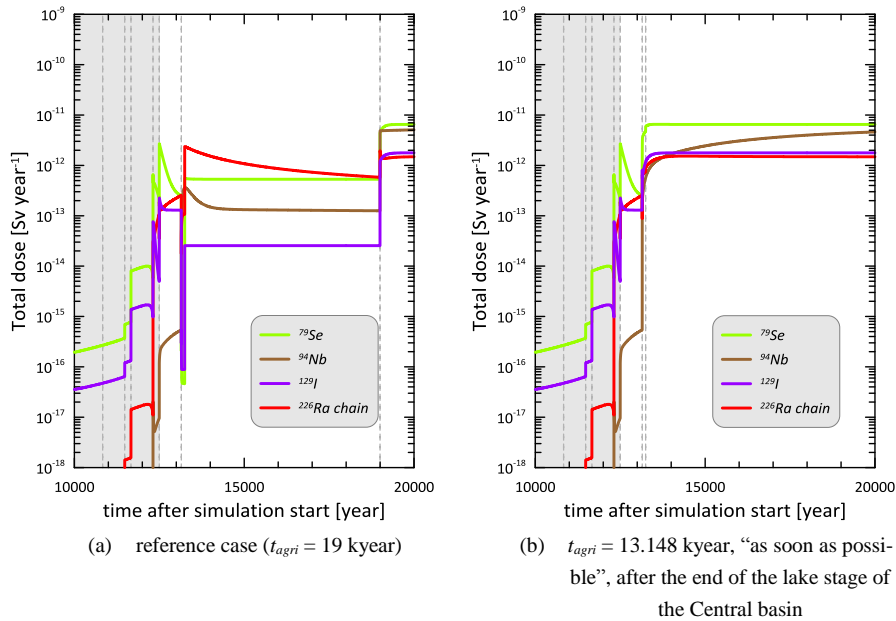 10⁻⁹
10⁻¹⁰
10⁻¹¹
10⁻¹²
10⁻¹³
10⁻¹⁴
10⁻¹⁵
10⁻¹⁶
10⁻¹⁷
10⁻¹⁸
Total dose [Sv year⁻¹]
⁷⁹Se
⁹⁴Nb
¹²⁹I
²²⁶Ra chain
10000 15000 20000
time after simulation start [year]
(a) reference case (t_agri = 19 kyear)
10⁻⁹
10⁻¹⁰
10⁻¹¹
10⁻¹²
10⁻¹³
10⁻¹⁴
10⁻¹⁵
10⁻¹⁶
10⁻¹⁷
10⁻¹⁸
Total dose [Sv year⁻¹]
⁷⁹Se
⁹⁴Nb
¹²⁹I
²²⁶Ra chain
10000 15000 20000
time after simulation start [year]
(b) t_agri = 13.148 kyear, “as soon as possi-
ble”, after the end of the lake stage of
the Central basin